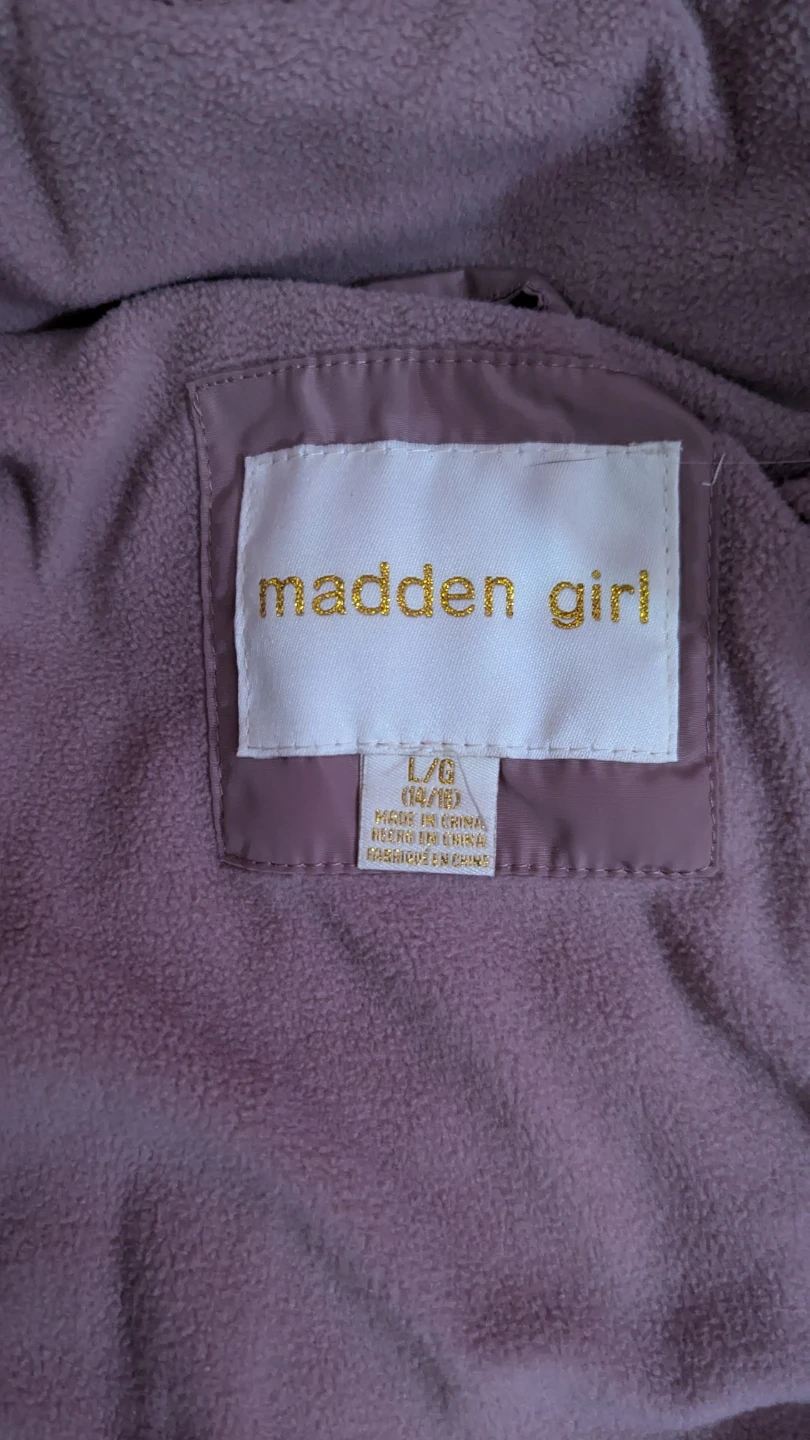 madden girl
L/G
(14/16)
MADE IN CHINA
HECHO EN CHINA
FABRIQUÉ EN CHINE